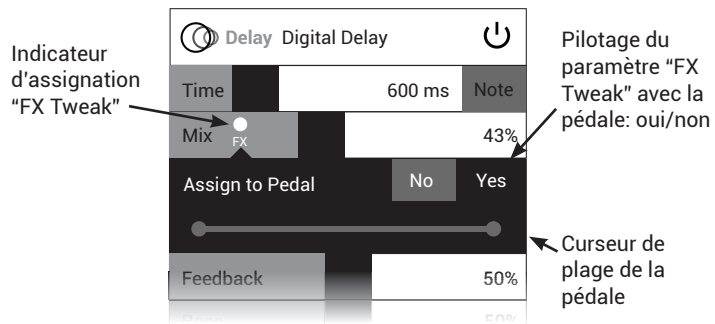 Indicateur
d'assignation
“FX Tweak”
Delay Digital Delay
Time 600 ms Note
Mix FX 43%
Assign to Pedal No Yes
Feedback 50%
50%
Pilotage du
paramètre “FX
Tweak” avec la
pédale: oui/non
Curseur de
plage de la
pédale